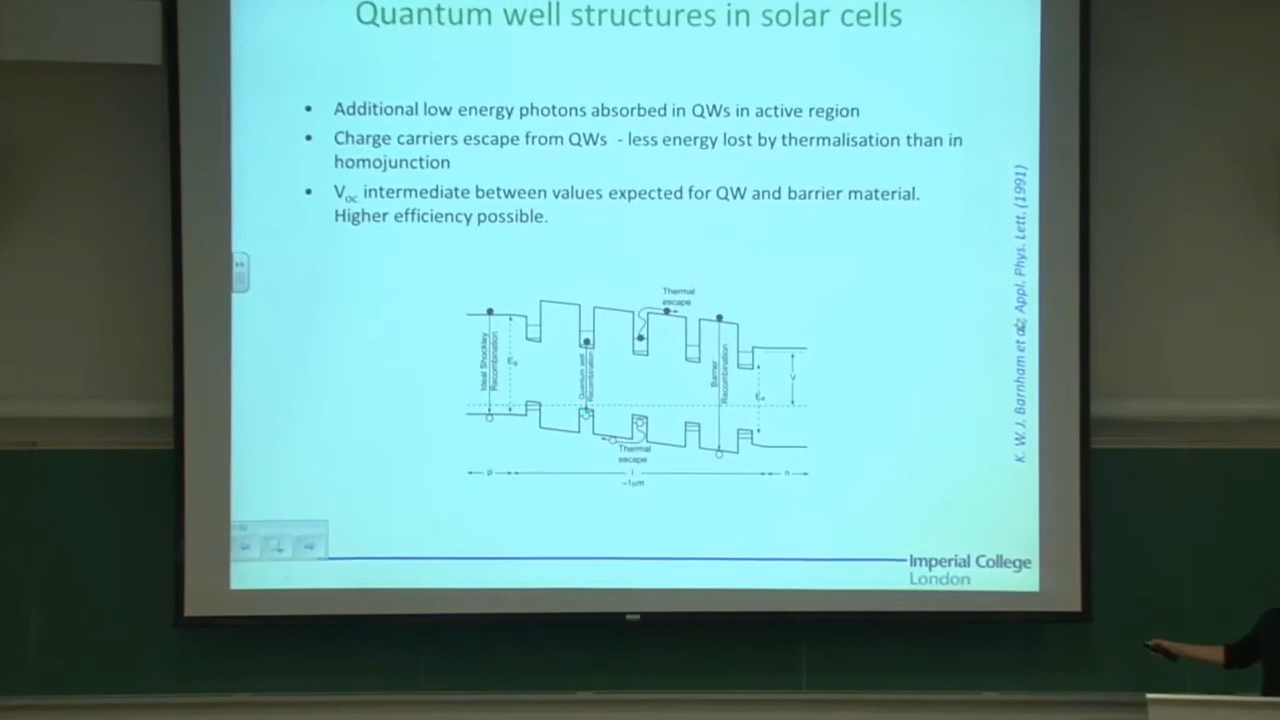 Quantum well structures in solar cells
• Additional low energy photons absorbed in QWs in active region
• Charge carriers escape from QWs - less energy lost by thermalisation than in
homojunction
• Voc intermediate between values expected for QW and barrier material.
Higher efficiency possible.
K. W. J. Barnham et al; Appl. Phys. Lett. (1991)
Thermal
escape
Ideal Shockley
Recombination
Quantum well
Recombination
Barrier
Recombination
V
Thermal
escape
p
i
n
~1μm
Imperial College
London